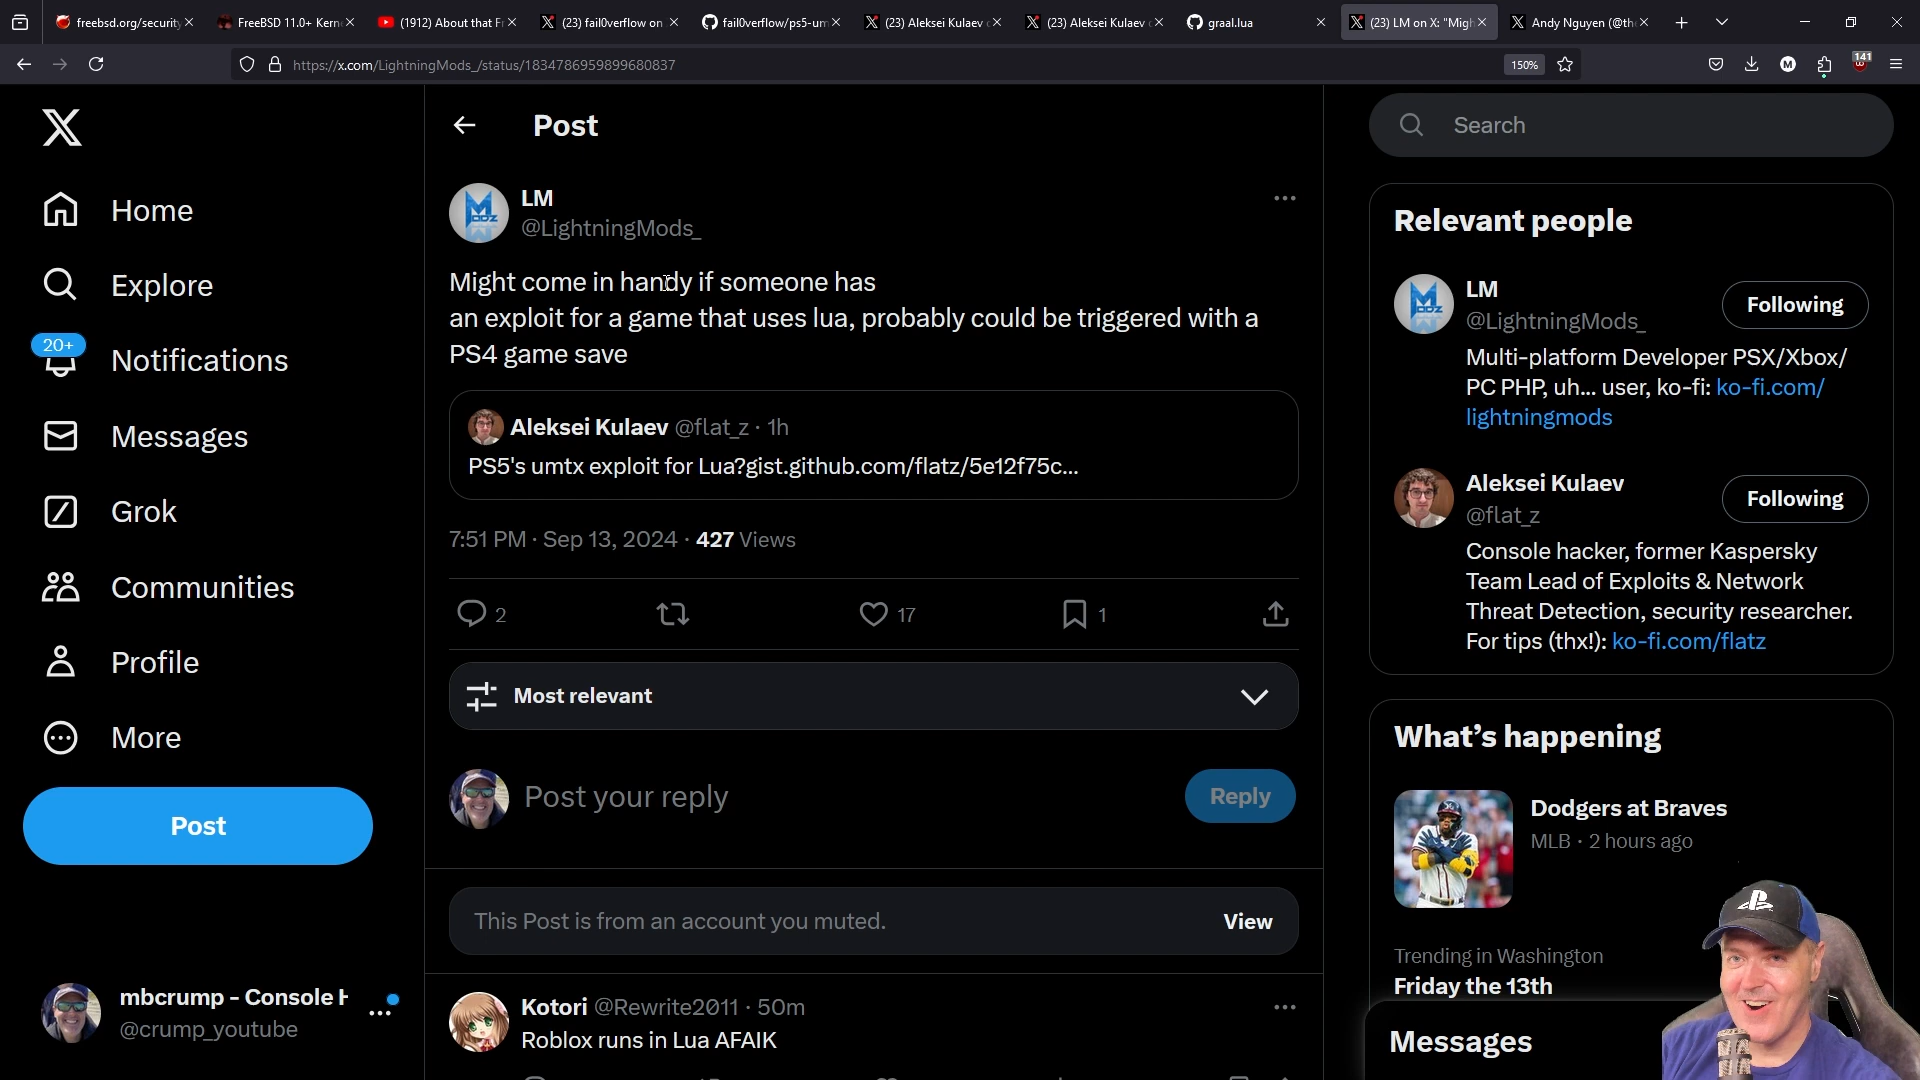 freebsd.org/security
FreeBSD 11.0+ Kern
(1912) About that F
(23) fail0verflow on
fail0verflow/ps5-um
(23) Aleksei Kulaev
(23) Aleksei Kulaev
graal.lua
(23) LM on X: "Migh
Andy Nguyen (@the
https://x.com/LightningMods_/status/1834786959899680837
150%
141
Home
Explore
20+
Notifications
Messages
Grok
Communities
Profile
More
Post
mbcrump - Console H
@crump_youtube
Post
LM
@LightningMods_
Might come in handy if someone has
an exploit for a game that uses lua, probably could be triggered with a
PS4 game save
Aleksei Kulaev @flat_z · 1h
PS5's umtx exploit for Lua?gist.github.com/flatz/5e12f75c...
7:51 PM · Sep 13, 2024 · 427 Views
2
17
1
Most relevant
Post your reply
Reply
This Post is from an account you muted.
View
Kotori @Rewrite2011 · 50m
Roblox runs in Lua AFAIK
Search
Relevant people
LM
@LightningMods_
Following
Multi-platform Developer PSX/Xbox/
PC PHP, uh... user, ko-fi: ko-fi.com/
lightningmods
Aleksei Kulaev
@flat_z
Following
Console hacker, former Kaspersky
Team Lead of Exploits & Network
Threat Detection, security researcher.
For tips (thx!): ko-fi.com/flatz
What's happening
Dodgers at Braves
MLB · 2 hours ago
Trending in Washington
Friday the 13th
Messages